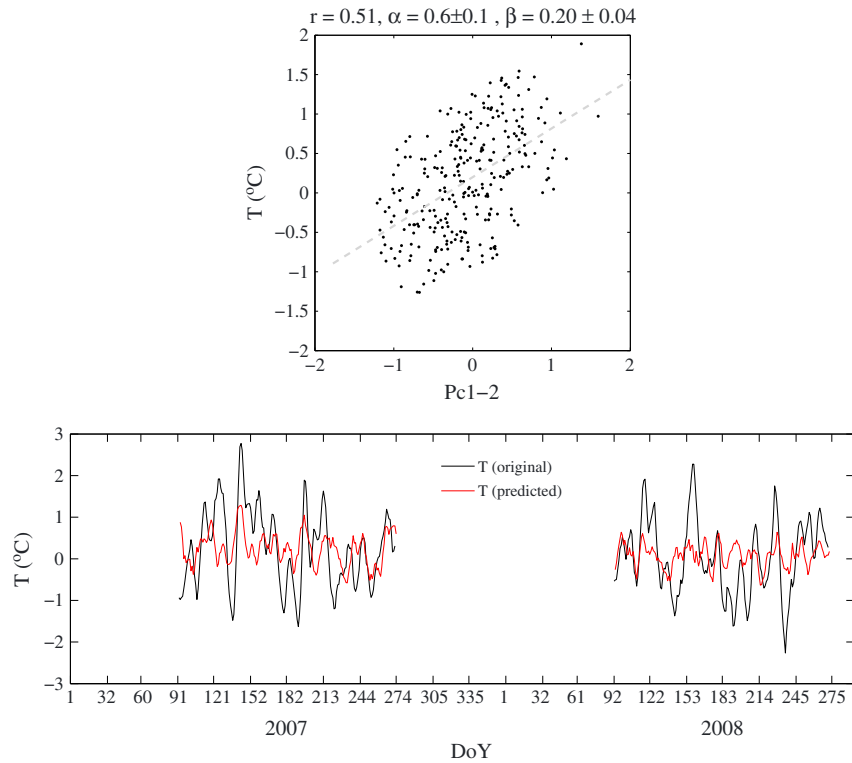 r = 0.51, α = 0.6±0.1 , β = 0.20 ± 0.04
2
1.5
1
0.5
0
−0.5
−1
−1.5
−2
T (ºC)
−2 −1 0 1 2
Pc1−2
3
2
1
0
−1
−2
−3
T (ºC)
T (original)
T (predicted)
1 32 60 91 121 152 182 213 244 274 305 335 1 32 61 92 122 153 183 214 245 275
2007 2008
DoY